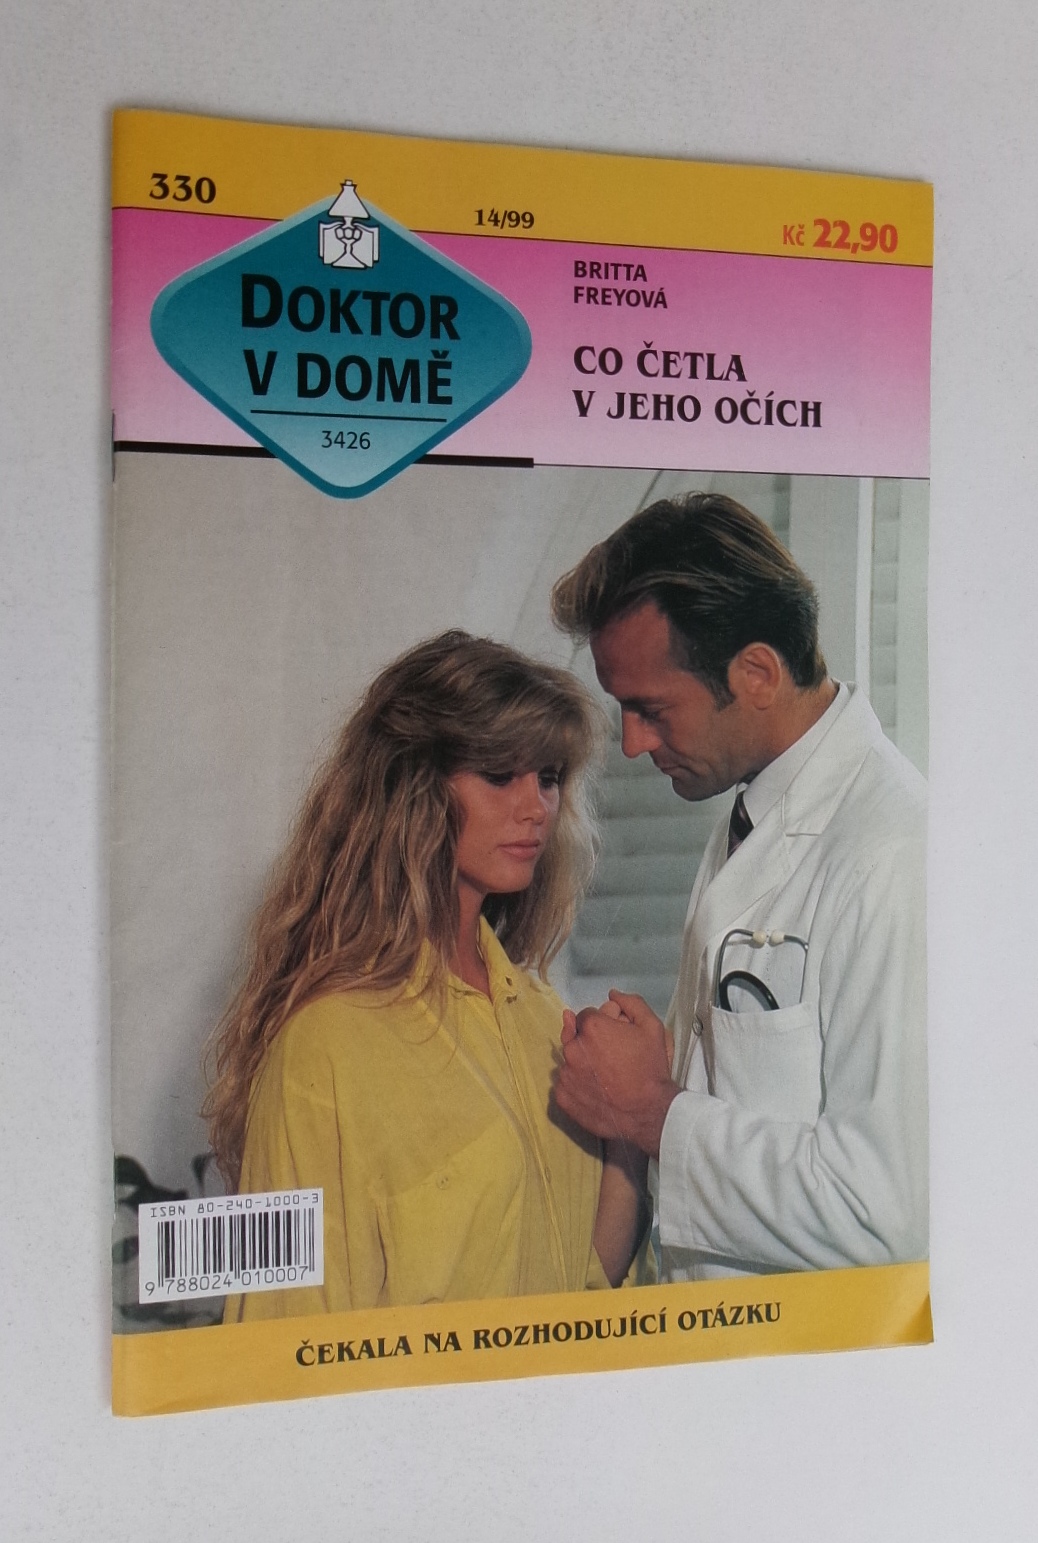 330
14/99
Kč 22,90
DOKTOR
V DOMĚ
3426
BRITTA
FREYOVÁ
CO ČETLA
V JEHO OČÍCH
ISBN 80-240-1000-3
9 788024 010007
ČEKALA NA ROZHODUJÍCÍ OTÁZKU